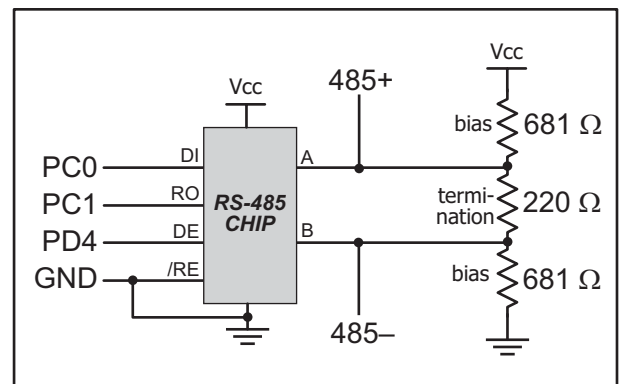 Vcc
485+
Vcc
bias
681 Ω
PC0
DI
A
PC1
RO
RS-485
CHIP
termi-
nation
220 Ω
PD4
DE
B
GND
/RE
bias
681 Ω
485–